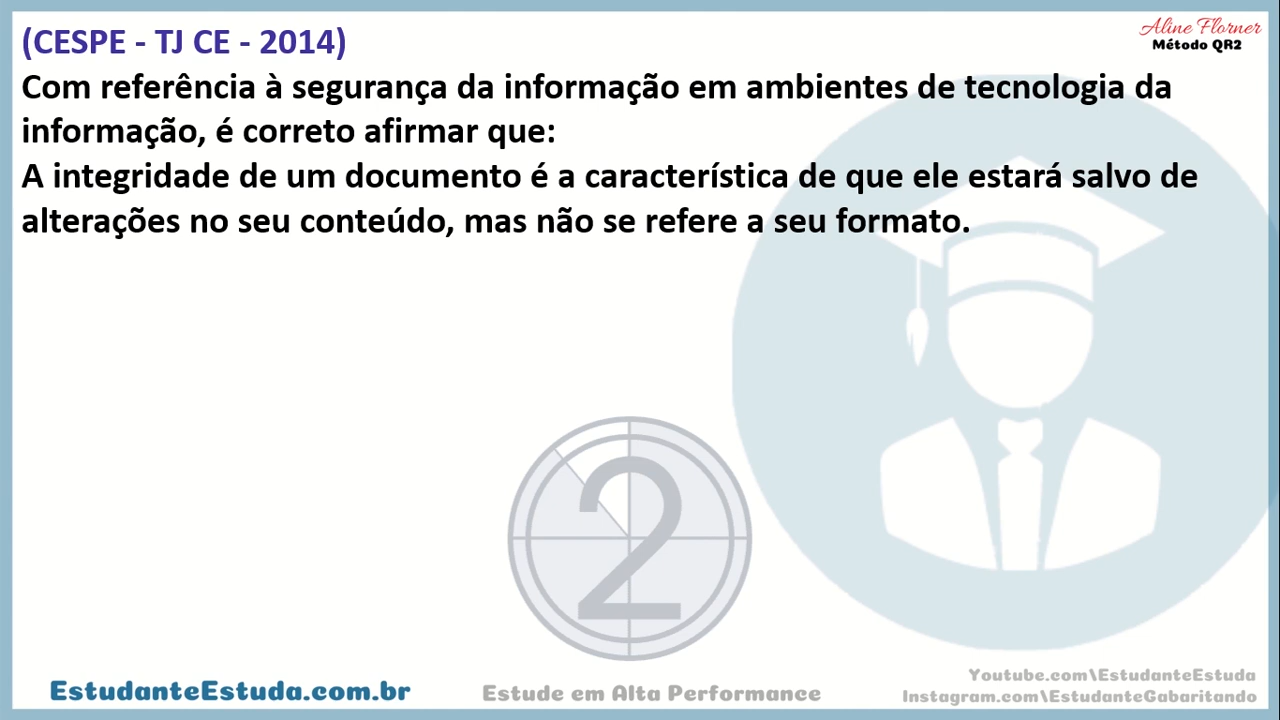 (CESPE - TJ CE - 2014)
Aline Florner
Método QR2
Com referência à segurança da informação em ambientes de tecnologia da
informação, é correto afirmar que:
A integridade de um documento é a característica de que ele estará salvo de
alterações no seu conteúdo, mas não se refere a seu formato.
2
EstudanteEstuda.com.br
Estude em Alta Performance
Youtube.com\EstudanteEstuda
Instagram.com\EstudanteGabaritando